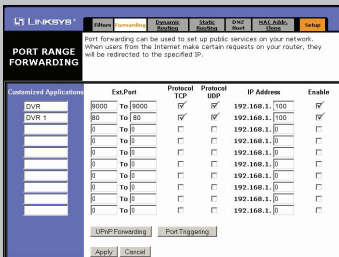 LINKSYS®
Filters Forwarding Dynamic Routing Static Routing DMZ Host MAC Addr. Clone Setup
PORT RANGE FORWARDING
Port forwarding can be used to set up public services on your network.
When users from the Internet make certain requests on your router, they
will be redirected to the specified IP.
Customized Applications Ext.Port Protocol TCP Protocol UDP IP Address Enable
DVR 9000 To 9000 192.168.1. 100
DVR 1 80 To 80 192.168.1. 100
0 To 0 192.168.1. 0
0 To 0 192.168.1. 0
0 To 0 192.168.1. 0
0 To 0 192.168.1. 0
0 To 0 192.168.1. 0
0 To 0 192.168.1. 0
0 To 0 192.168.1. 0
0 To 0 192.168.1. 0
UPnP Forwarding Port Triggering
Apply Cancel